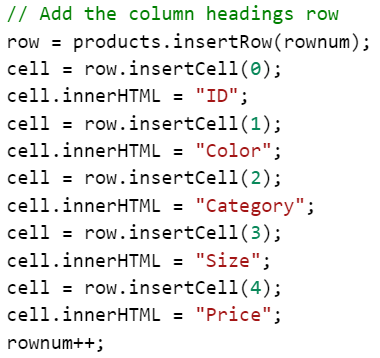 // Add the column headings row
row = products.insertRow(rownum);
cell = row.insertCell(0);
cell.innerHTML = "ID";
cell = row.insertCell(1);
cell.innerHTML = "Color";
cell = row.insertCell(2);
cell.innerHTML = "Category";
cell = row.insertCell(3);
cell.innerHTML = "Size";
cell = row.insertCell(4);
cell.innerHTML = "Price";
rownum++;